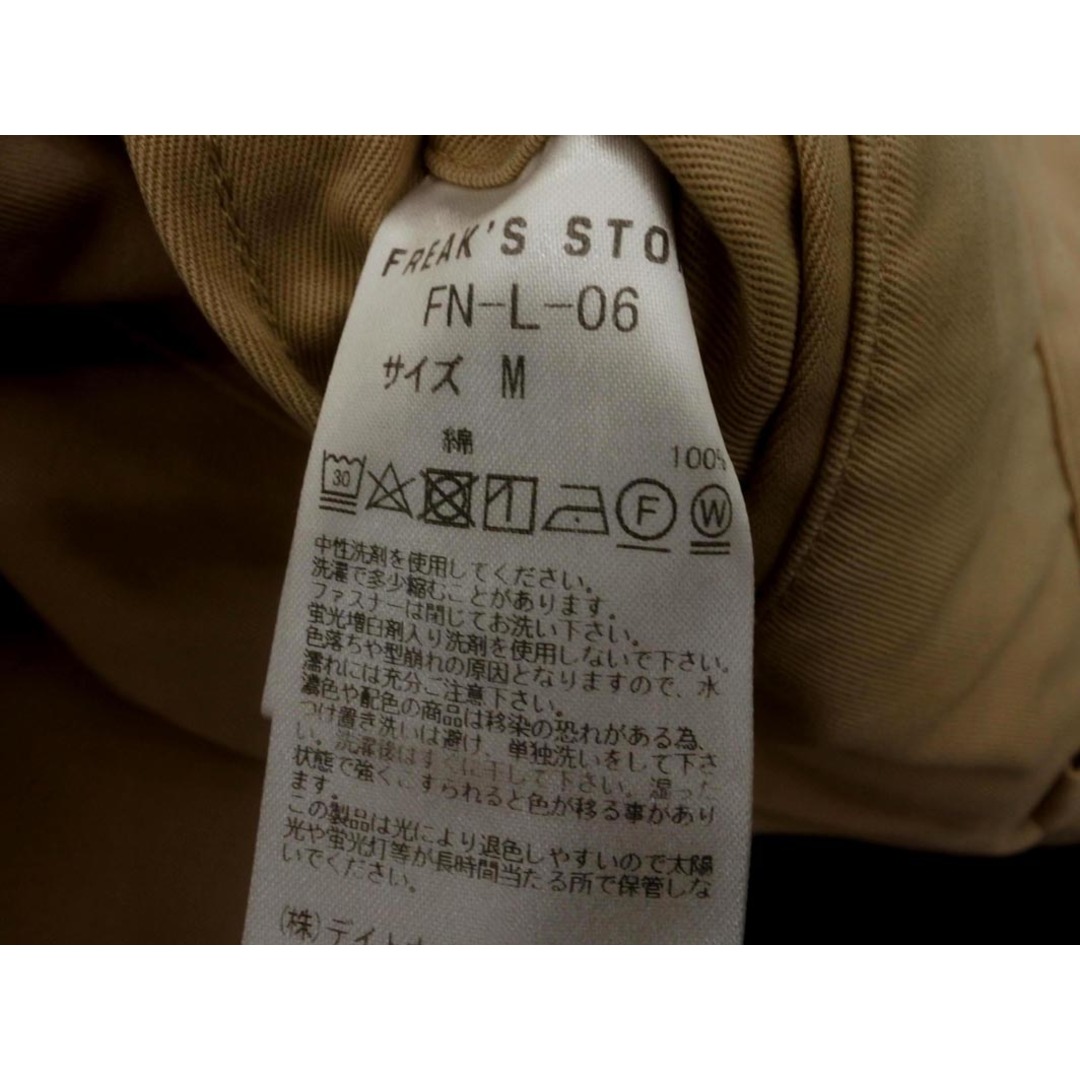 FREAK'S STO
FN-L-06
サイズ M
綿 100%
30 F W
中性洗剤を使用してください。
洗濯で多少縮むことがあります。
ファスナーは閉じてお洗い下さい。
蛍光増白剤入り洗剤を使用しないで下さい。
色落ちや型崩れの原因となりますので、水
濡れには充分ご注意下さい。
濃色や配色の商品は移染の恐れがある為、
つけ置き洗いは避け、単独洗いをして下さ
い。洗濯後はすぐに干して下さい。湿った
状態で強くこすられると色が移る事があり
ます。
この製品は光により退色しやすいので太陽
光や蛍光灯等が長時間当たる所で保管しな
いでください。
(株)デイト